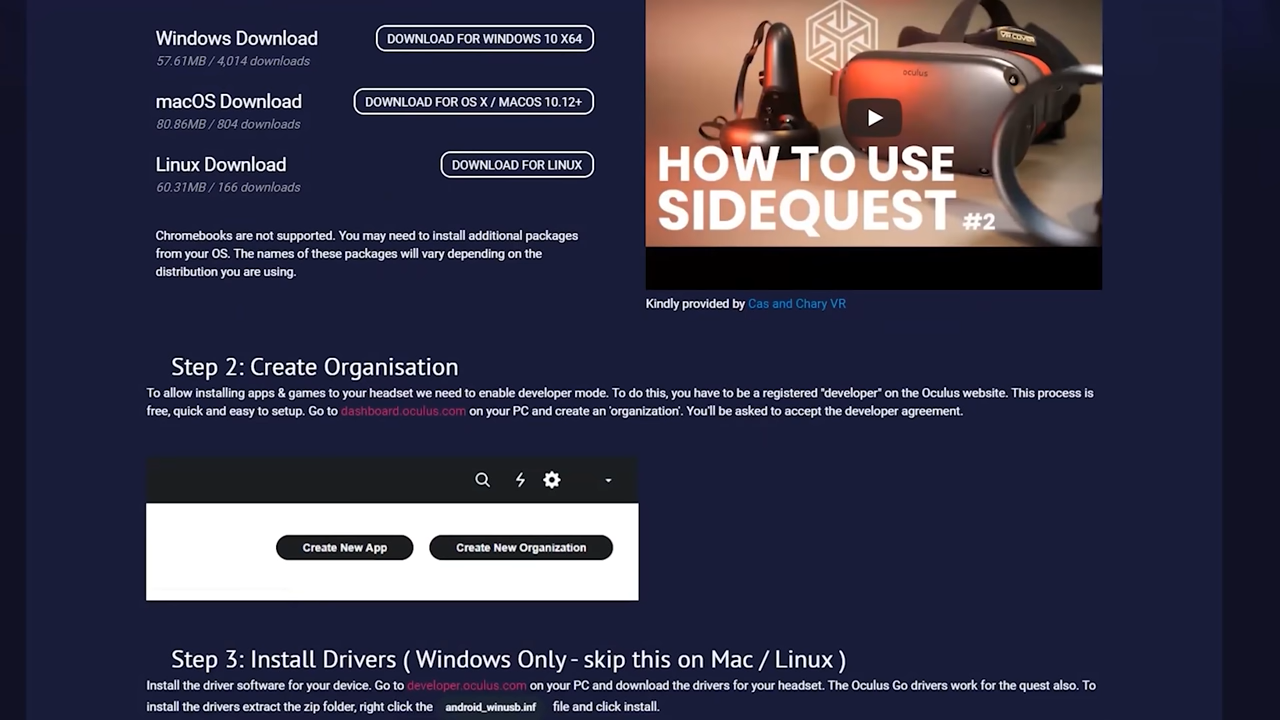 Windows Download
DOWNLOAD FOR WINDOWS 10 X64
57.61MB / 4,014 downloads
macOS Download
DOWNLOAD FOR OS X / MACOS 10.12+
80.86MB / 804 downloads
Linux Download
DOWNLOAD FOR LINUX
60.31MB / 166 downloads
Chromebooks are not supported. You may need to install additional packages
from your OS. The names of these packages will vary depending on the
distribution you are using.
VR COVER
oculus
HOW TO USE
SIDEQUEST #2
Kindly provided by Cas and Chary VR
Step 2: Create Organisation
To allow installing apps & games to your headset we need to enable developer mode. To do this, you have to be a registered "developer" on the Oculus website. This process is
free, quick and easy to setup. Go to dashboard.oculus.com on your PC and create an 'organization'. You'll be asked to accept the developer agreement.
Create New App
Create New Organization
Step 3: Install Drivers ( Windows Only - skip this on Mac / Linux )
Install the driver software for your device. Go to developer.oculus.com on your PC and download the drivers for your headset. The Oculus Go drivers work for the quest also. To
install the drivers extract the zip folder, right click the android_winusb.inf file and click install.